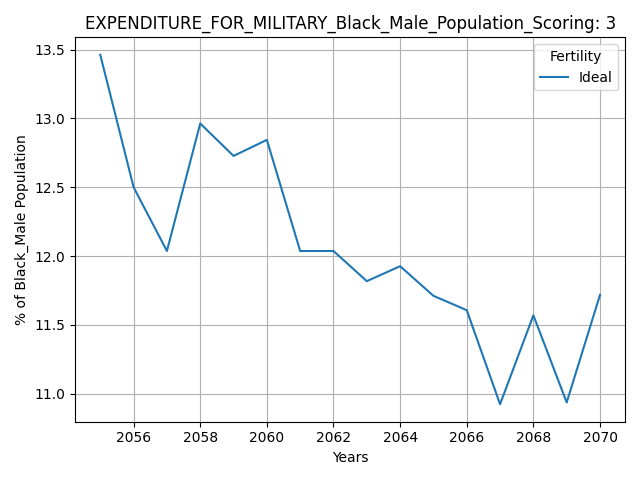 EXPENDITURE_FOR_MILITARY_Black_Male_Population_Scoring: 3
Fertility
Ideal
% of Black_Male Population
13.5
13.0
12.5
12.0
11.5
11.0
2056 2058 2060 2062 2064 2066 2068 2070
Years